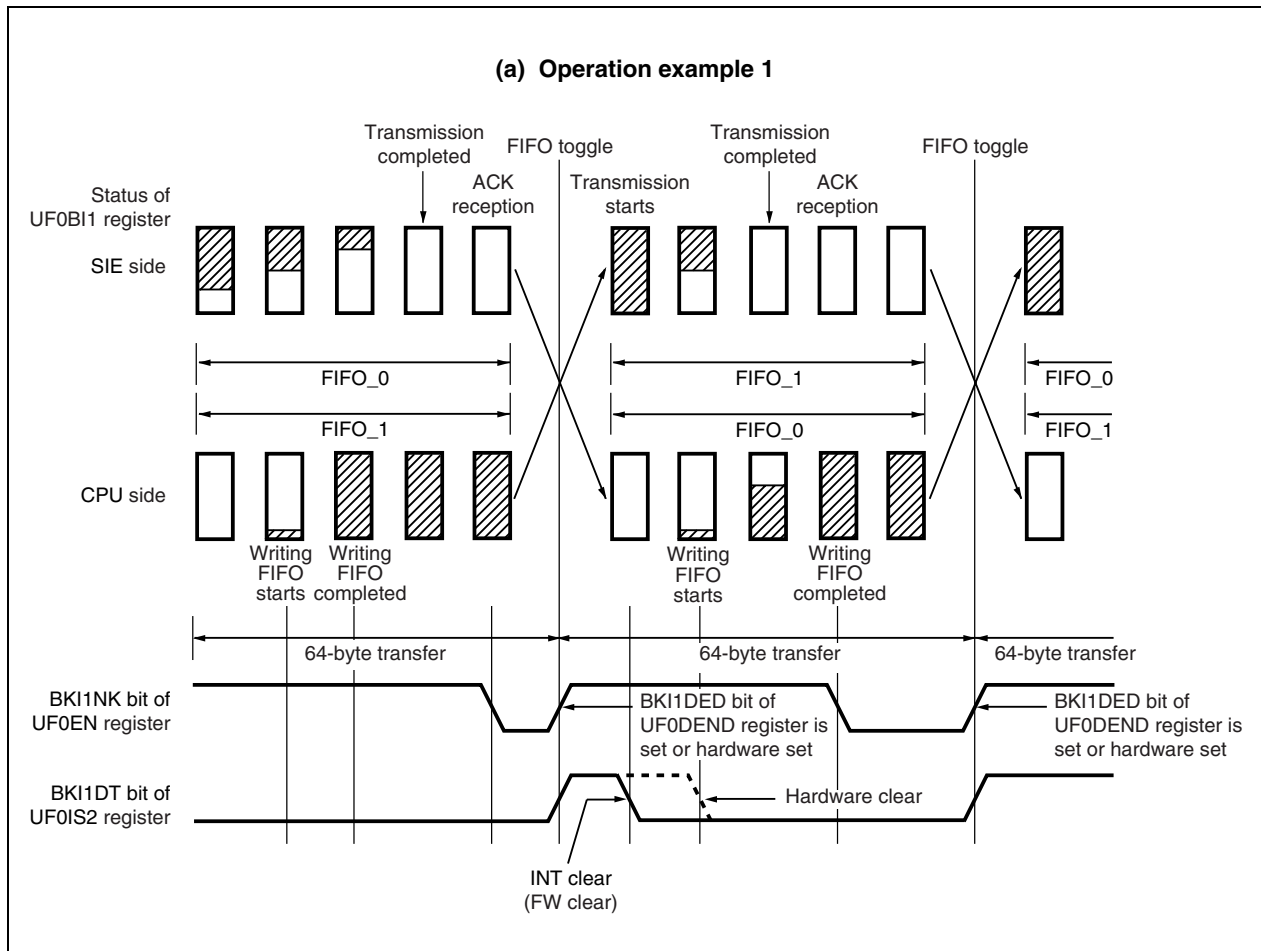 (a) Operation example 1
Transmission
completed
FIFO toggle
Transmission
completed
FIFO toggle
Status of
UF0BI1 register
ACK
reception
Transmission
starts
ACK
reception
SIE side
FIFO_0
FIFO_1
FIFO_0
FIFO_1
FIFO_0
FIFO_1
CPU side
Writing
FIFO
starts
Writing
FIFO
completed
Writing
FIFO
starts
Writing
FIFO
completed
64-byte transfer
64-byte transfer
64-byte transfer
BKI1NK bit of
UF0EN register
BKI1DED bit of
UF0DEND register is
set or hardware set
BKI1DED bit of
UF0DEND register is
set or hardware set
BKI1DT bit of
UF0IS2 register
Hardware clear
INT clear
(FW clear)